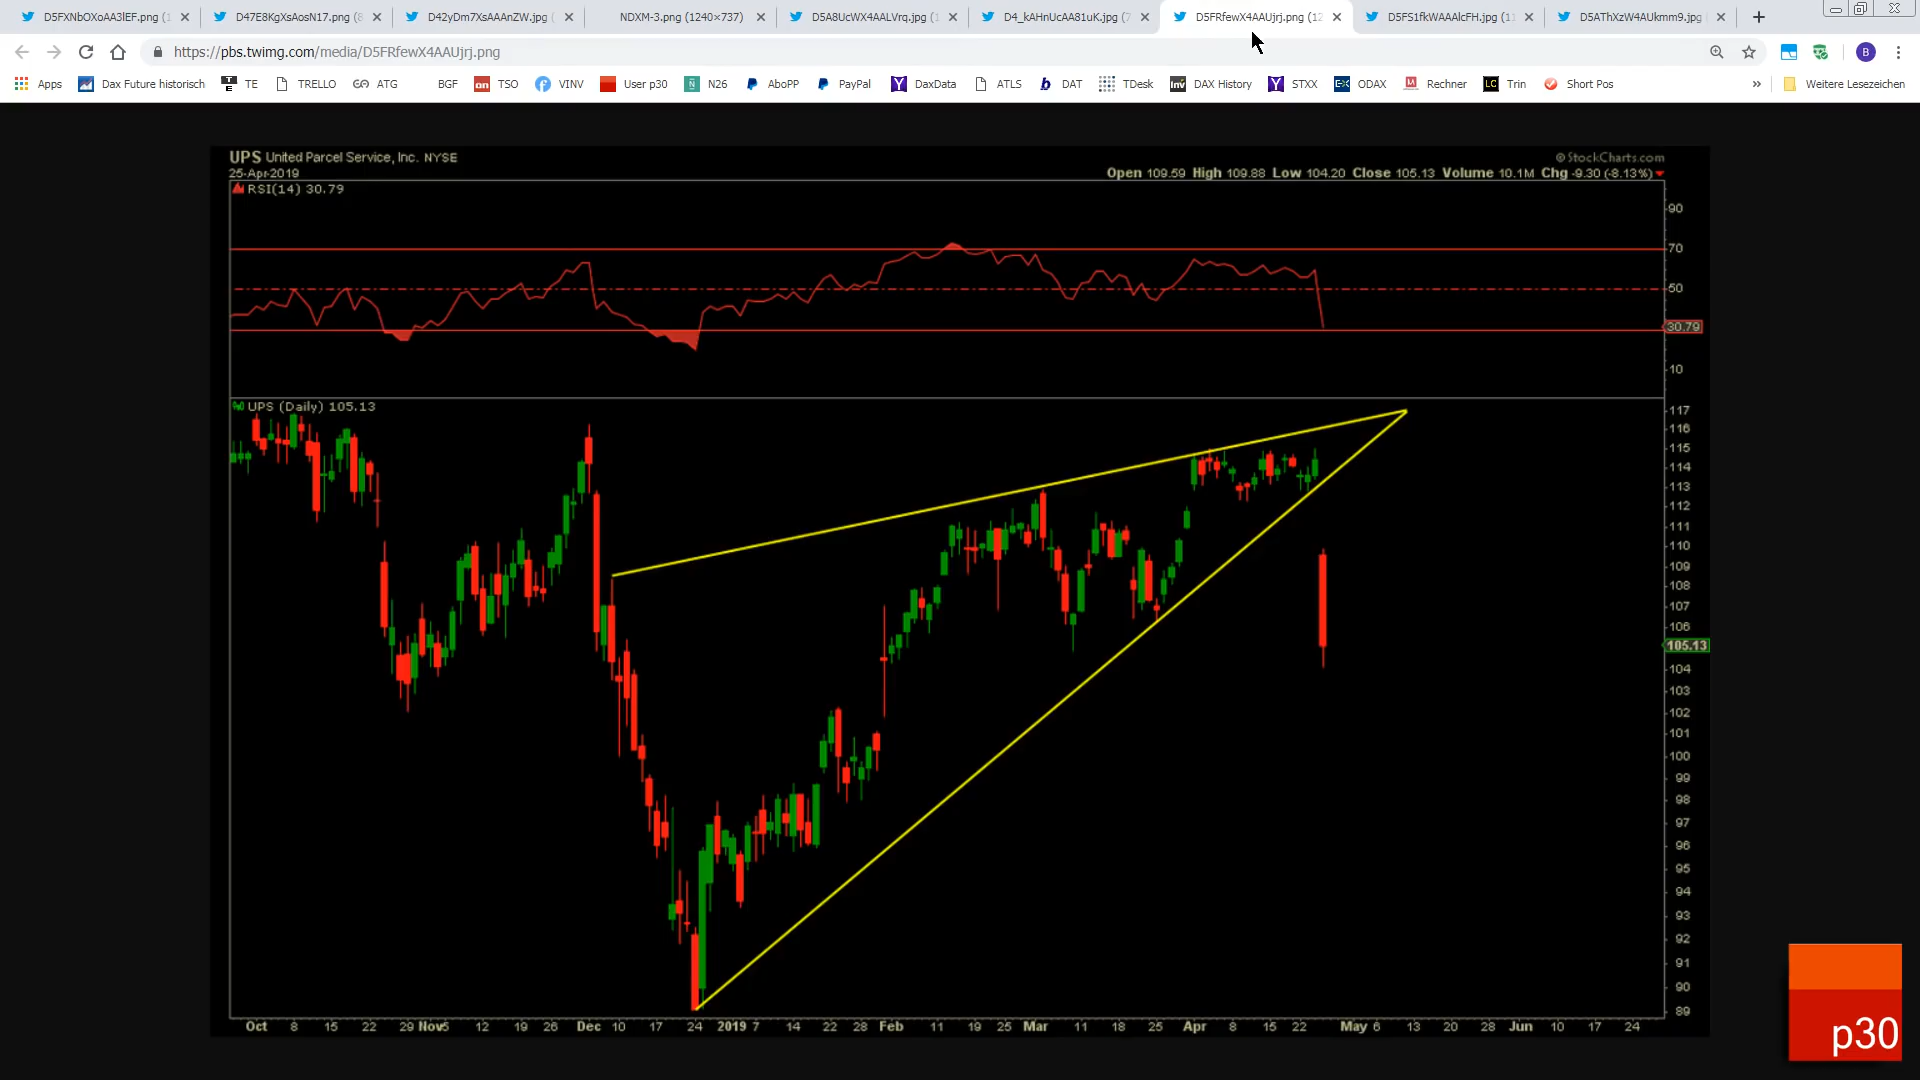 D5FXNbOXoAA3lEF.png (1
D47E8KgXsAosN17.png (8
D42yDm7XsAAAnZW.jpg (
NDXM-3.png (1240×737)
D5A8UcWX4AALVrq.jpg (1
D4_kAHnUcAA81uK.jpg (7
D5FRfewX4AAUjrj.png (12
D5FS1fkWAAAlcFH.jpg (1
D5AThXzW4AUkmm9.jpg
https://pbs.twimg.com/media/D5FRfewX4AAUjrj.png
B
Apps Dax Future historisch TE TRELLO ATG BGF TSO VINV User p30 N26 AboPP PayPal DaxData ATLS DAT TDesk DAX History STXX ODAX Rechner Trin Short Pos » Weitere Lesezeichen
UPS United Parcel Service, Inc. NYSE
© StockCharts.com
25-Apr-2019
Open 109.59 High 109.88 Low 104.20 Close 105.13 Volume 10.1M Chg -9.30 (-8.13%)
RSI(14) 30.79
90
70
50
30.79
10
UPS (Daily) 105.13
117
116
115
114
113
112
111
110
109
108
107
106
105.13
104
103
102
101
100
99
98
97
96
95
94
93
92
91
90
89
Oct 8 15 22 29 Nov5 12 19 26 Dec 10 17 24 2019 7 14 22 28 Feb 11 19 25 Mar 11 18 25 Apr 8 15 22 May 6 13 20 28 Jun 10 17 24
p30